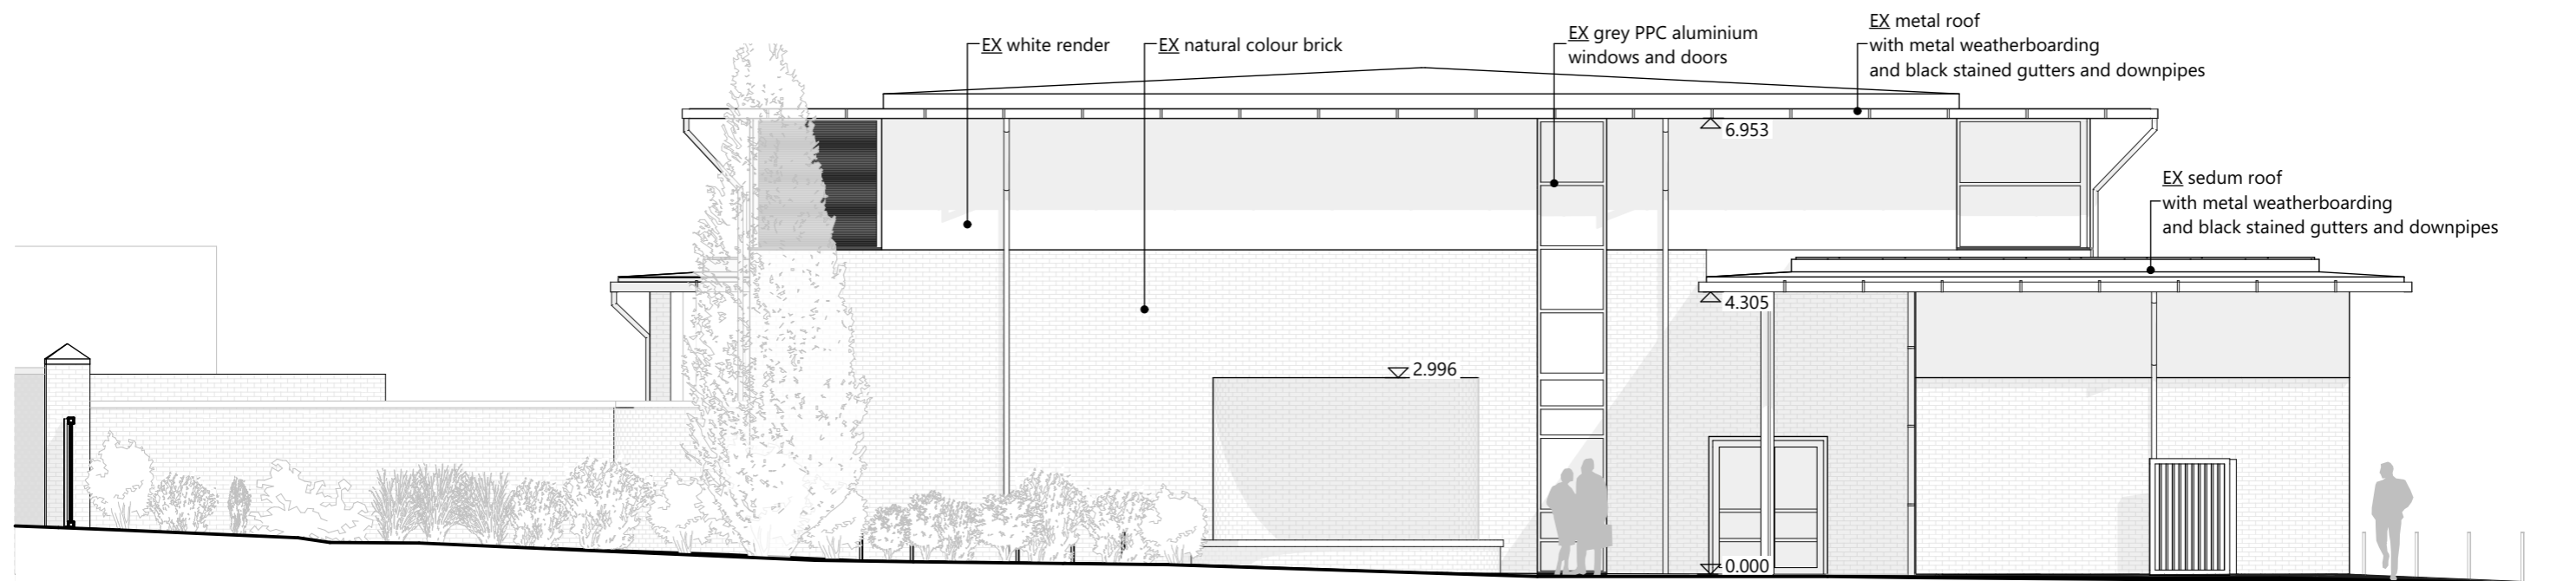 EX white render
EX natural colour brick
EX grey PPC aluminium
windows and doors
EX metal roof
with metal weatherboarding
and black stained gutters and downpipes
6.953
EX sedum roof
with metal weatherboarding
and black stained gutters and downpipes
4.305
2.996
0.000